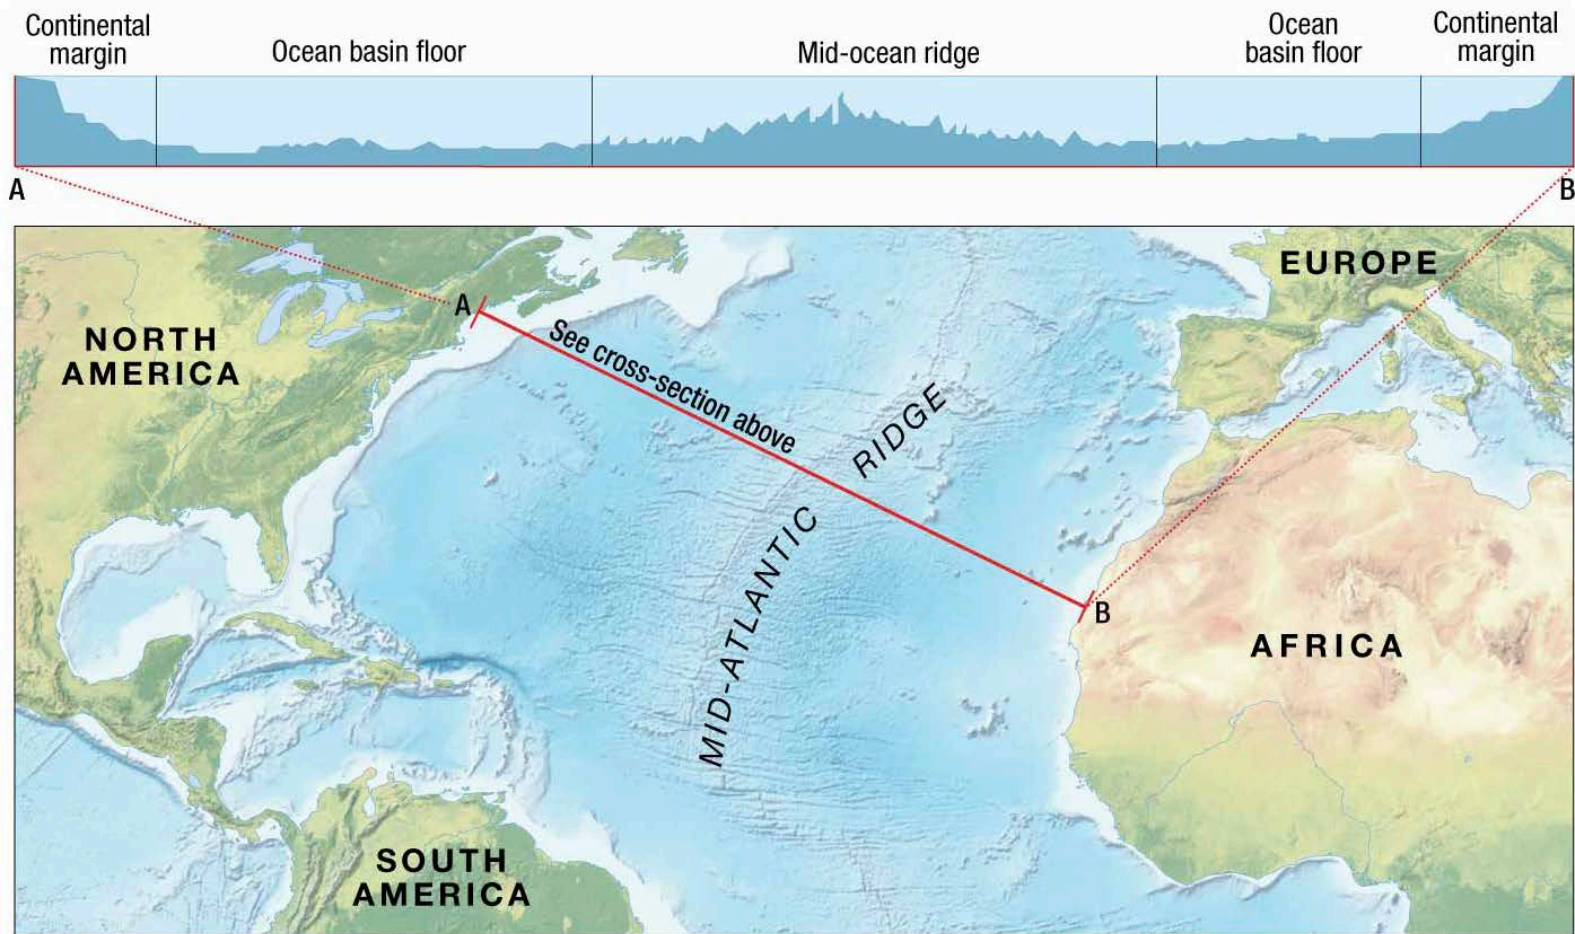 Continental
margin
Ocean basin floor
Mid-ocean ridge
Ocean
basin floor
Continental
margin
A
B
EUROPE
A
NORTH
AMERICA
See cross-section above
RIDGE
MID-ATLANTIC
B
AFRICA
SOUTH
AMERICA